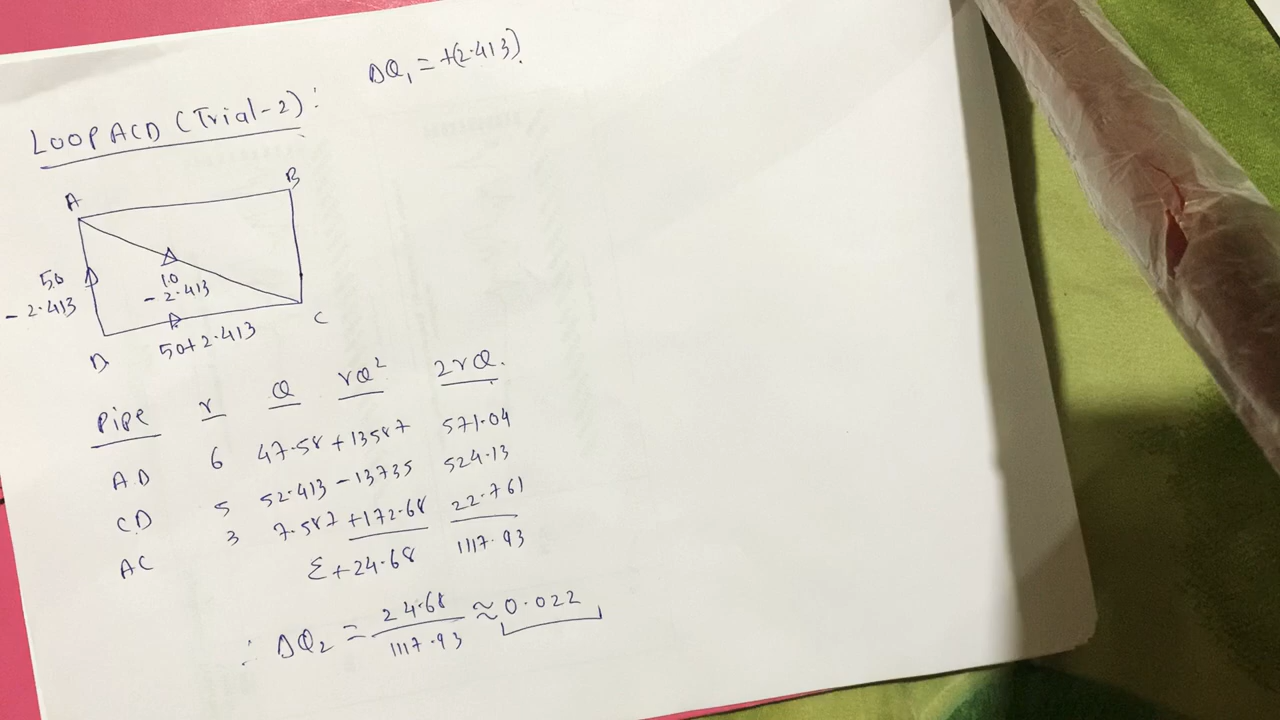 ΔQ₁ = +(2.413).
LOOP ACD (Trial-2):
A B
50
- 2.413
10
- 2.413
D C
50+2.413
Pipe r Q rQ² 2rQ.
AD 6 47.58 +13587 571.04
CD 5 52.413 -13735 524.13
AC 3 7.587 +172.68 22.761
Σ +24.68 1117.93
∴ ΔQ₂ = 24.68 / 1117.93 ≈ 0.022